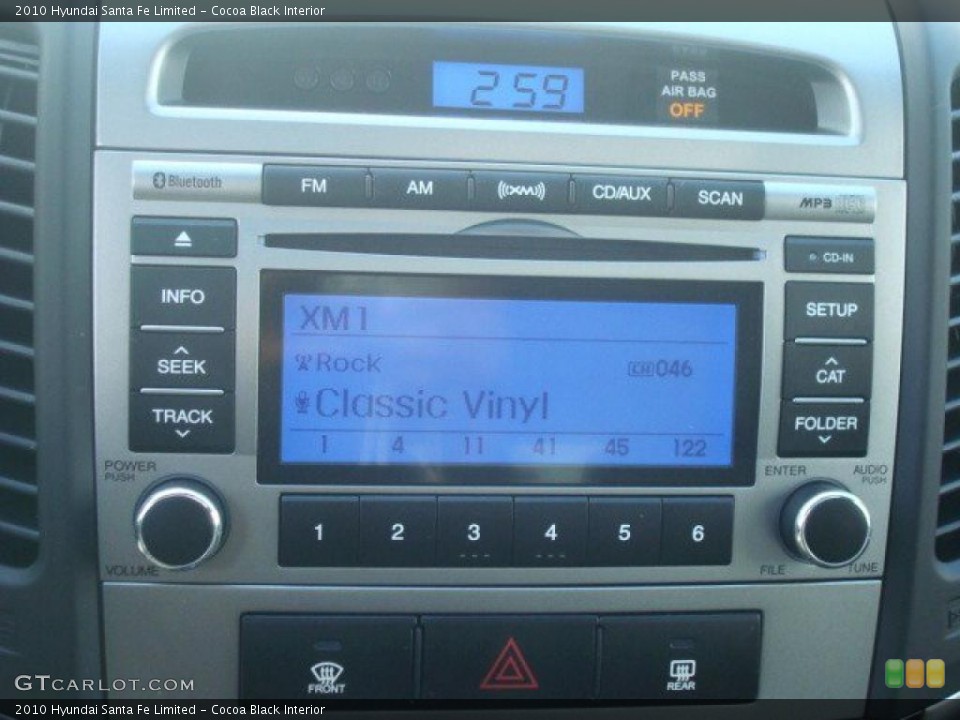 2010 Hyundai Santa Fe Limited - Cocoa Black Interior
2:59
PASS
AIR BAG
OFF
Bluetooth
FM
AM
XM
CD/AUX
SCAN
MP3
CD-IN
INFO
SEEK
TRACK
XM1
Rock
CH 046
Classic Vinyl
1 4 11 41 45 122
SETUP
CAT
FOLDER
POWER
PUSH
VOLUME
ENTER
AUDIO
PUSH
FILE
TUNE
1 2 3 4 5 6
FRONT
REAR
GTCARLOT.COM
2010 Hyundai Santa Fe Limited - Cocoa Black Interior